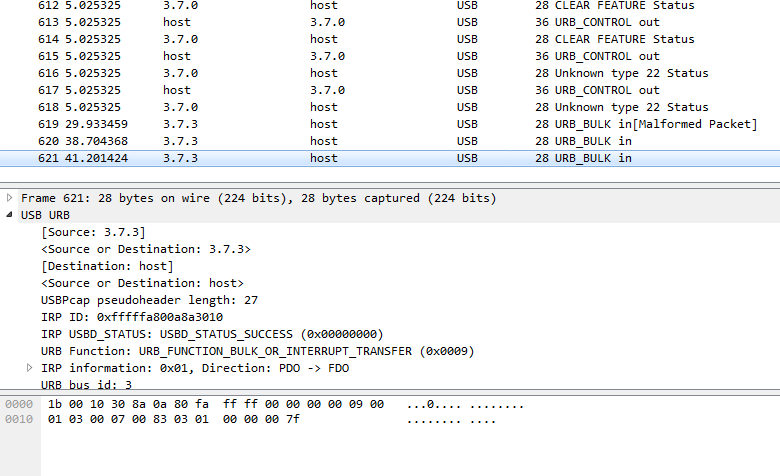 612 5.025325 3.7.0 host USB 28 CLEAR FEATURE Status
613 5.025325 host 3.7.0 USB 36 URB_CONTROL out
614 5.025325 3.7.0 host USB 28 CLEAR FEATURE Status
615 5.025325 host 3.7.0 USB 36 URB_CONTROL out
616 5.025325 3.7.0 host USB 28 Unknown type 22 Status
617 5.025325 host 3.7.0 USB 36 URB_CONTROL out
618 5.025325 3.7.0 host USB 28 Unknown type 22 Status
619 29.933459 3.7.3 host USB 28 URB_BULK in[Malformed Packet]
620 38.704368 3.7.3 host USB 28 URB_BULK in
621 41.201424 3.7.3 host USB 28 URB_BULK in
Frame 621: 28 bytes on wire (224 bits), 28 bytes captured (224 bits)
USB URB
[Source: 3.7.3]
<Source or Destination: 3.7.3>
[Destination: host]
<Source or Destination: host>
USBPcap pseudoheader length: 27
IRP ID: 0xfffffa800a8a3010
IRP USBD_STATUS: USBD_STATUS_SUCCESS (0x00000000)
URB Function: URB_FUNCTION_BULK_OR_INTERRUPT_TRANSFER (0x0009)
IRP information: 0x01, Direction: PDO -> FDO
URB bus id: 3
0000 1b 00 10 30 8a 0a 80 fa ff ff 00 00 00 00 09 00 ...0.... ........
0010 01 03 00 07 00 83 03 01 00 00 00 7f ........ ....